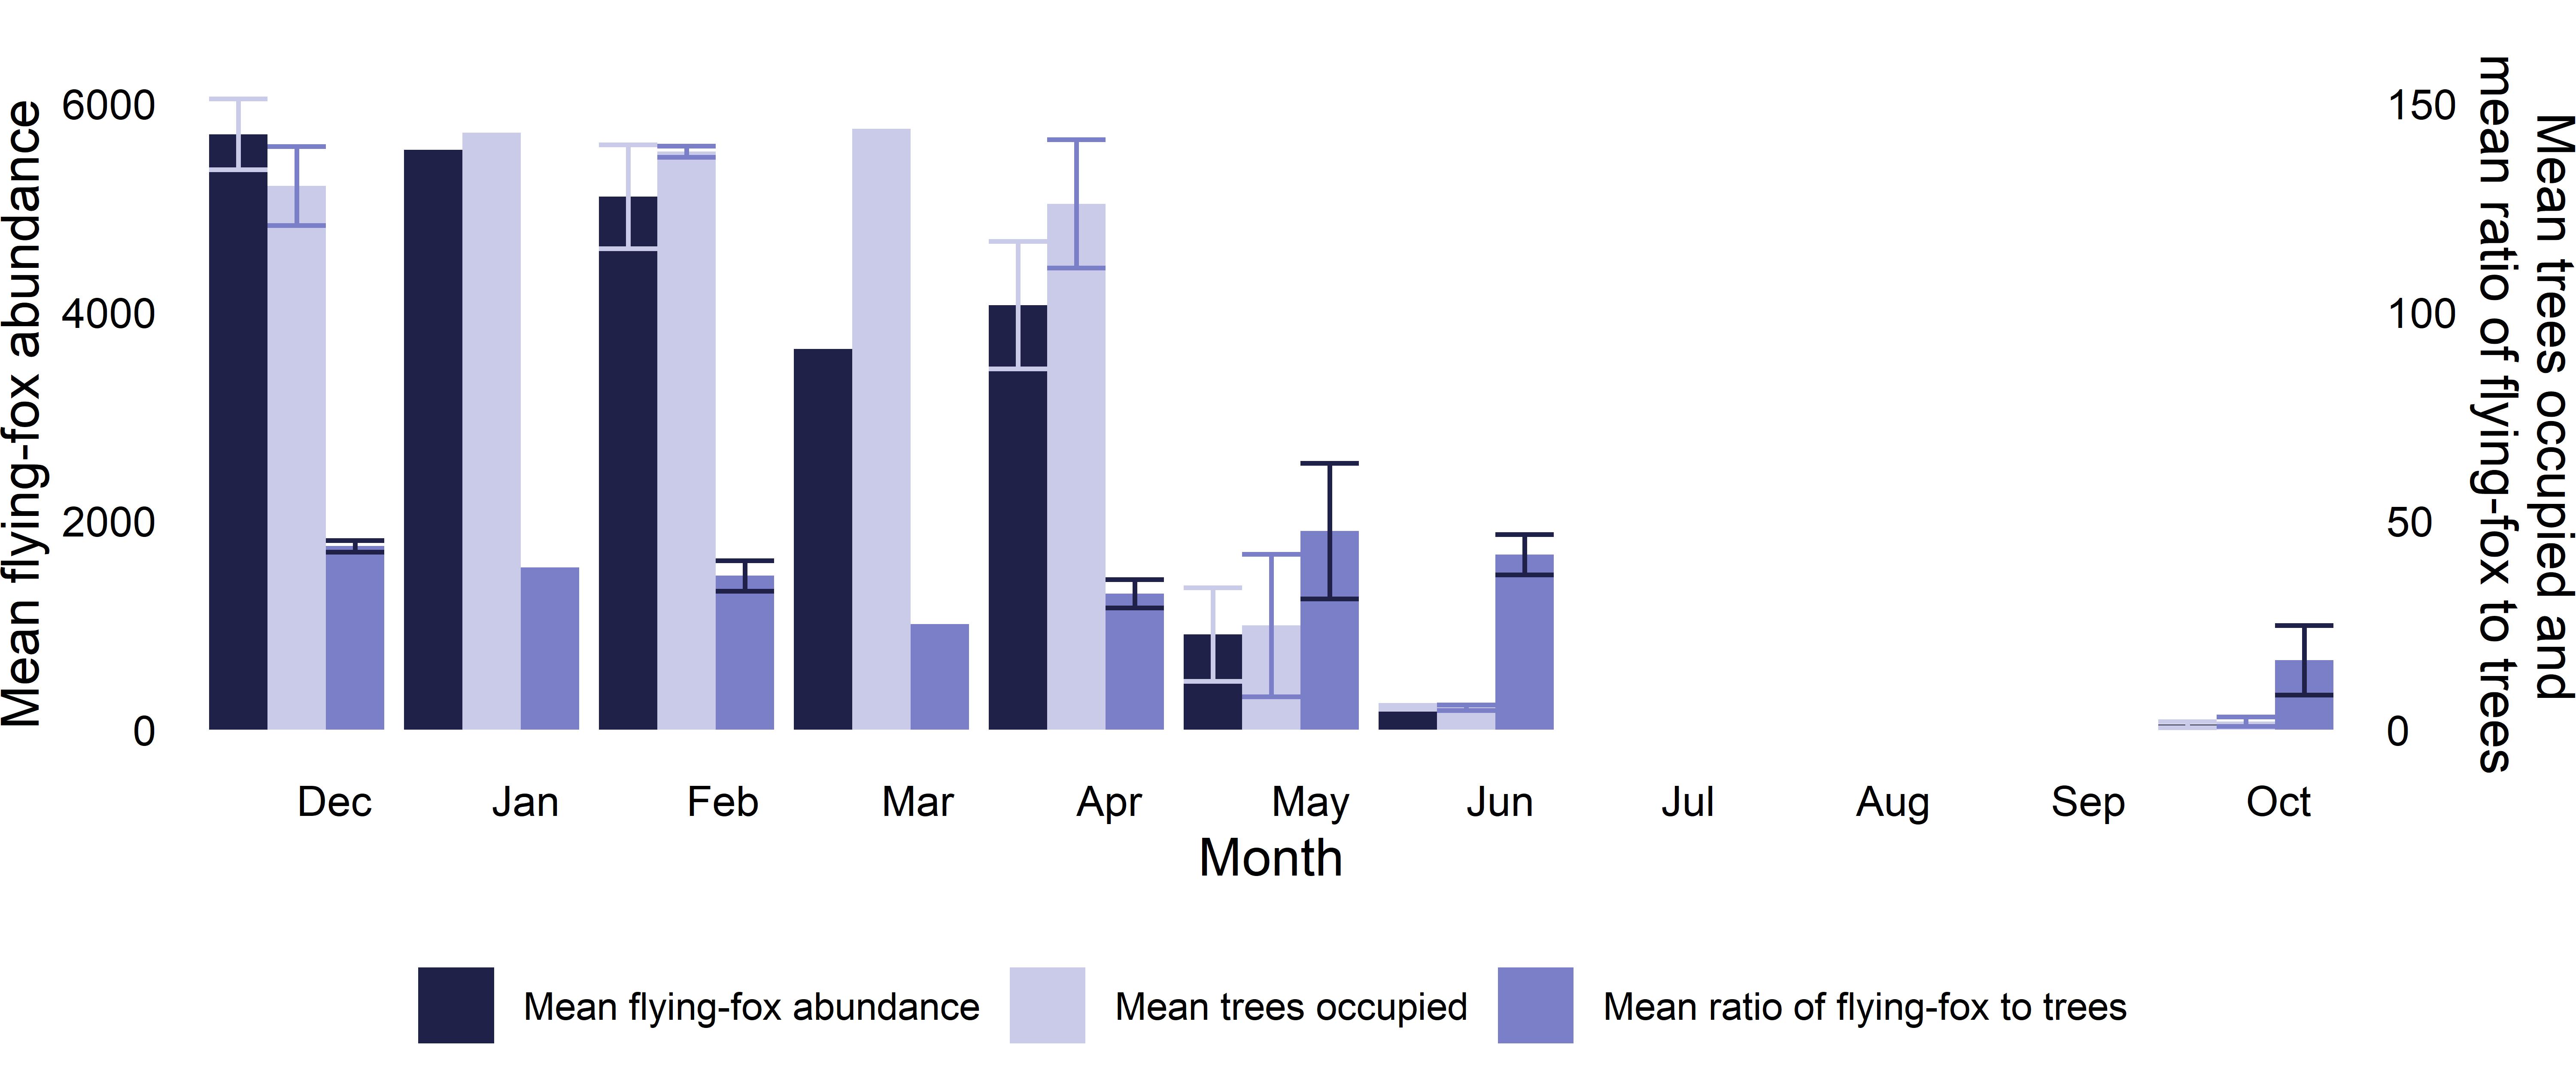 Mean flying-fox abundance
6000
4000
2000
0
150
100
50
0
Mean trees occupied and
mean ratio of flying-fox to trees
Dec Jan Feb Mar Apr May Jun Jul Aug Sep Oct
Month
Mean flying-fox abundance Mean trees occupied Mean ratio of flying-fox to trees